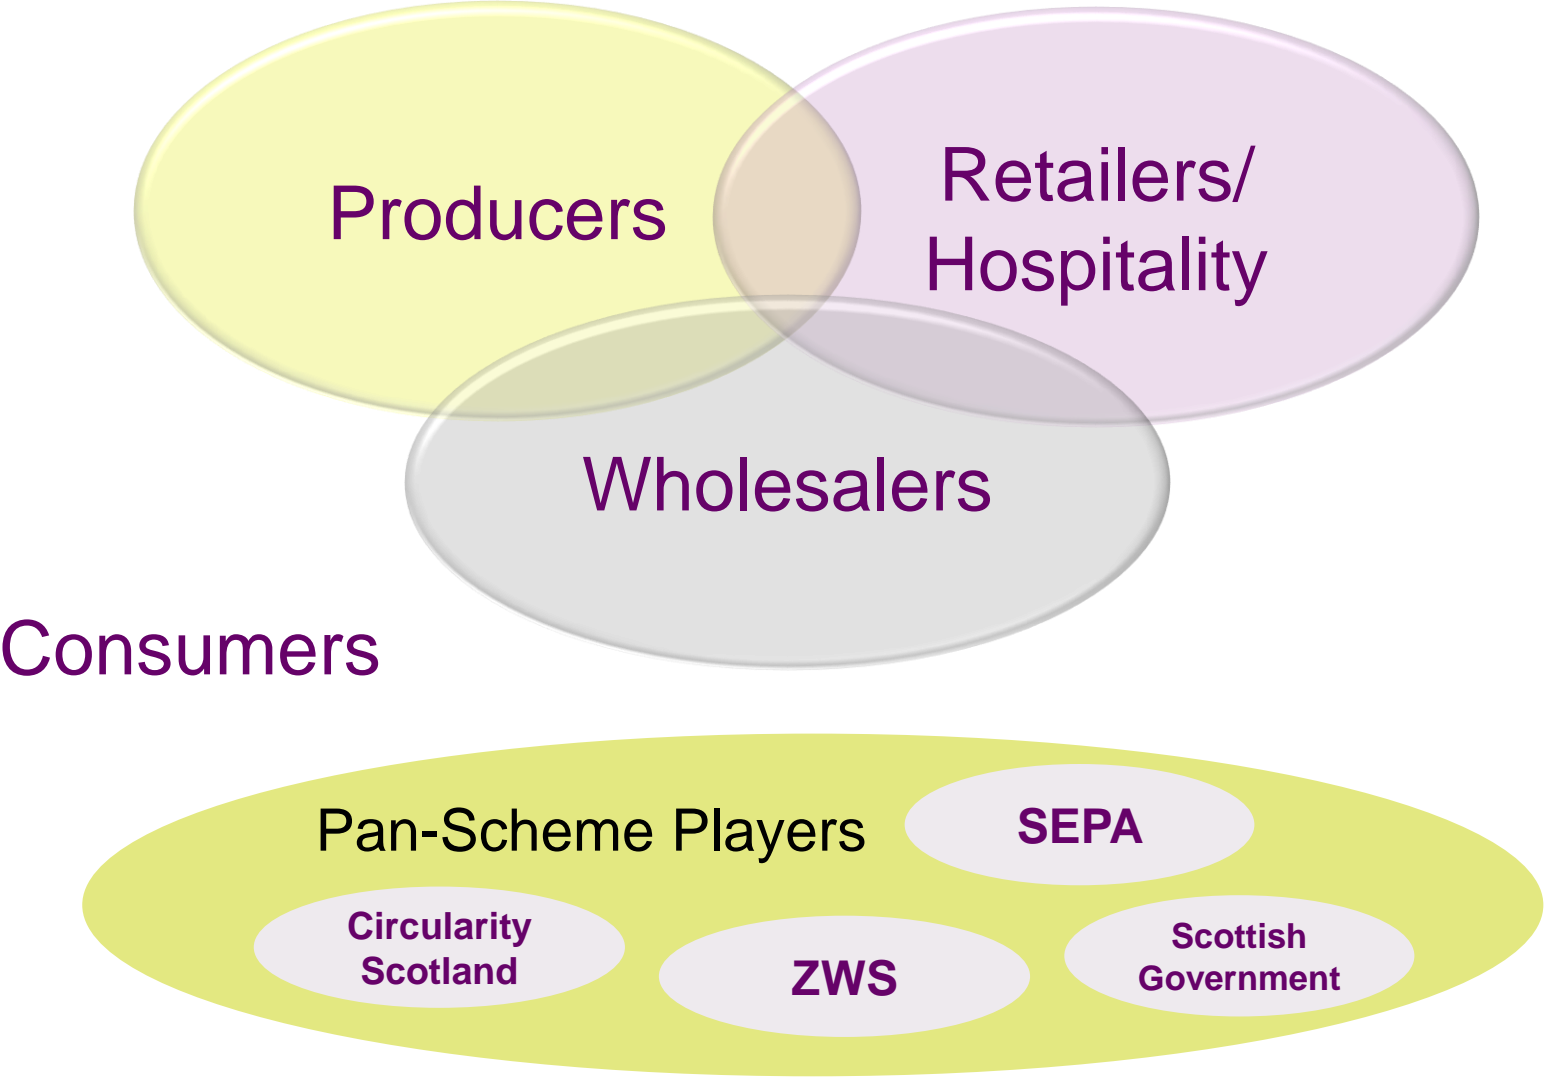 Producers
Retailers/
Hospitality
Wholesalers
Consumers
Pan-Scheme Players
SEPA
Circularity
Scotland
ZWS
Scottish
Government